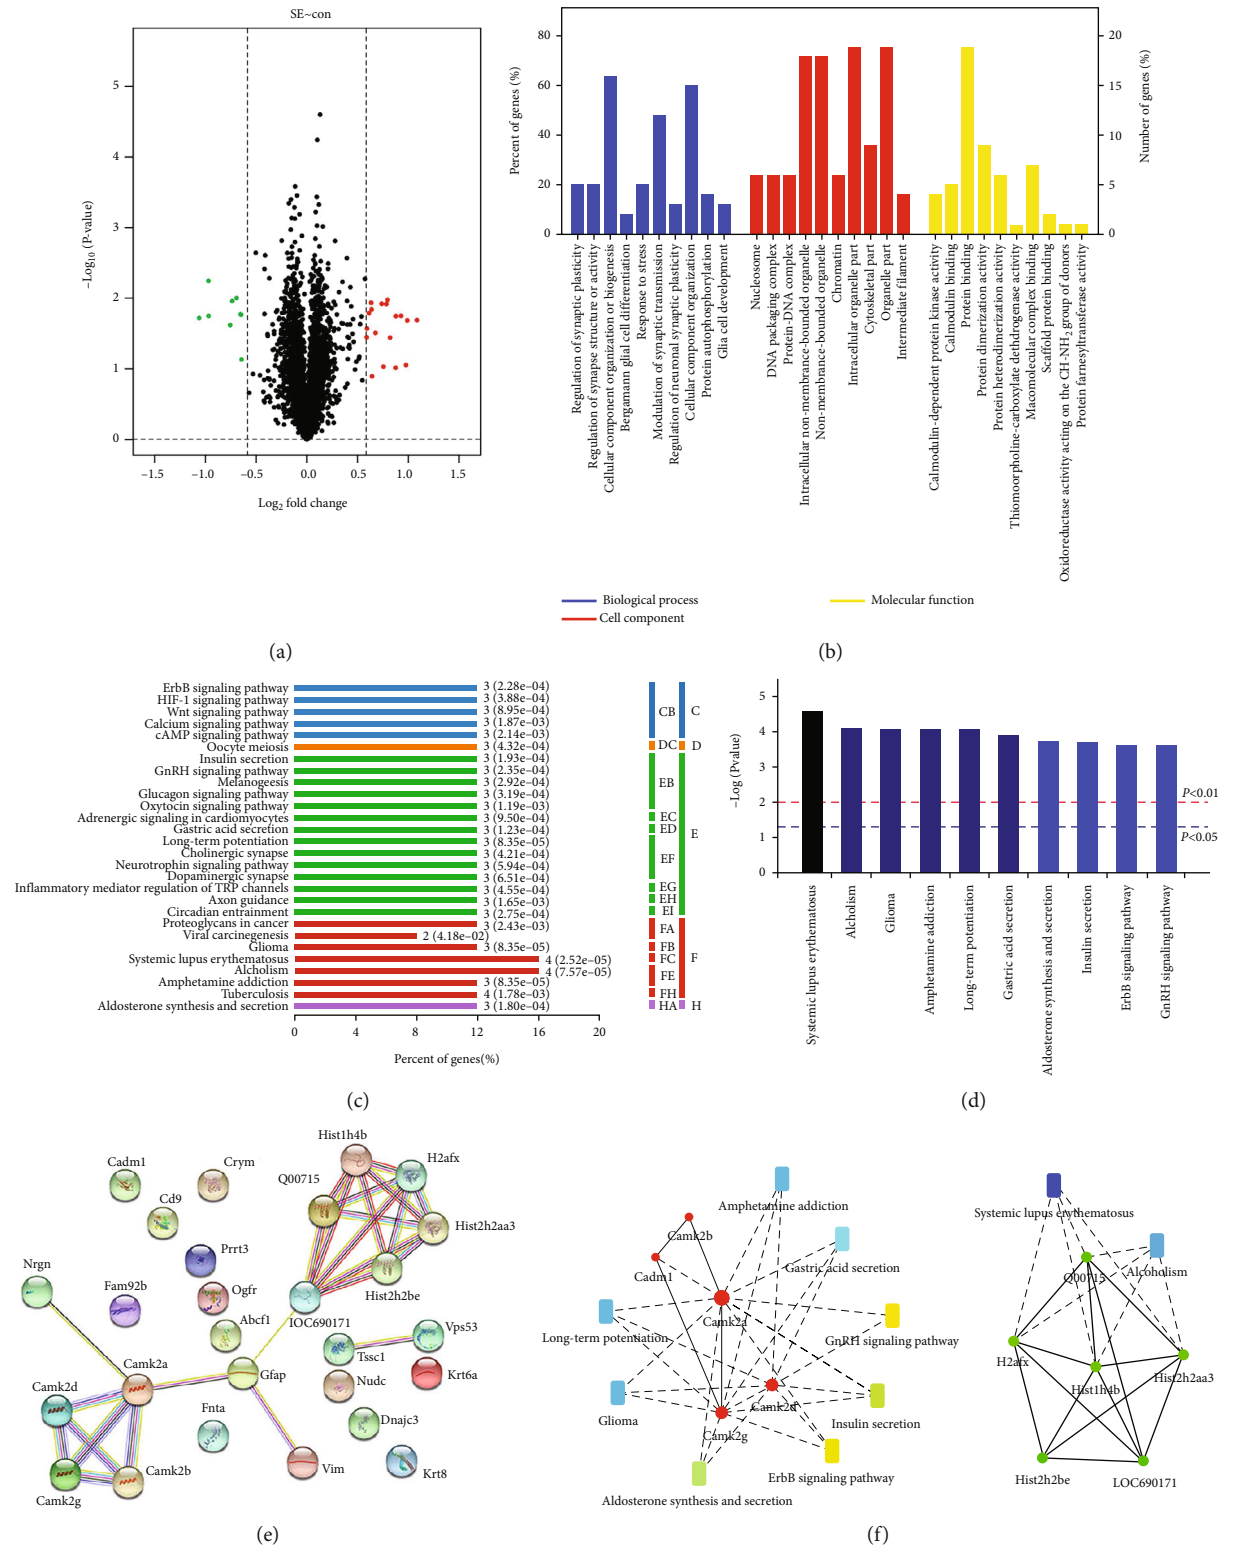 SE~con
5
4
3
2
1
0
−Log10 (P-value)
−1.5
−1.0
−0.5
0.0
0.5
1.0
1.5
Log2 fold change
(a)
80
60
40
20
0
Percent of genes (%)
20
15
10
5
0
Number of genes (%)
Regulation of synaptic plasticity
Regulation of synapse structure or activity
Cellular component organization or biogenesis
Bergamann glial cell differentiation
Response to stress
Modulation of synaptic transmission
Regulation of neuronal synaptic plasticity
Cellular component organization
Protein autophosphorylation
Glia cell development
Nucleosome
DNA packaging complex
Protein-DNA complex
Intracellular non-membrance-bounded organelle
Non-membrance-bounded organelle
Chromatin
Intracellular organelle part
Cytoskeletal part
Organelle part
Intermediate filament
Calmodulin-dependent protein kinase activity
Calmodulin binding
Protein binding
Protein dimerization activity
Protein heterodimerization activity
Thiomoorpholine-carboxylate dethdrogenase activity
Macomolecular complex binding
Scaffold protein binding
Oxidoreductase activity acting on the CH-NH2 group of donors
Protein farnesyltransferase activity
Biological process
Cell component
Molecular function
(b)
ErbB signaling pathway 3 (2.28e−04)
HIF-1 signaling pathway 3 (3.88e−04)
Wnt signaling pathway 3 (8.95e−04)
Calcium signaling pathway 3 (1.87e−03)
cAMP signaling pathway 3 (2.14e−03)
Oocyte meiosis 3 (4.32e−04)
Insulin secretion 3 (1.93e−04)
GnRH signaling pathway 3 (2.35e−04)
Melanogeesis 3 (2.92e−04)
Glucagon signaling pathway 3 (3.19e−04)
Oxytocin signaling pathway 3 (1.19e−03)
Adrenergic signaling in cardiomyocytes 3 (9.50e−04)
Gastric acid secretion 3 (1.23e−04)
Long-term potentiation 3 (8.35e−05)
Cholinergic synapse 3 (4.21e−04)
Neurotrophin signaling pathway 3 (5.94e−04)
Dopaminergic synapse 3 (6.51e−04)
Inflammatory mediator regulation of TRP channels 3 (4.55e−04)
Axon guidance 3 (1.65e−03)
Circadian entrainment 3 (2.75e−04)
Proteoglycans in cancer 3 (2.43e−03)
Viral carcinegenesis 2 (4.18e−02)
Glioma 3 (8.35e−05)
Systemic lupus erythematosus 4 (2.52e−05)
Alcholism 4 (7.57e−05)
Amphetamine addiction 3 (8.35e−05)
Tuberculosis 4 (1.78e−03)
Aldosterone synthesis and secretion 3 (1.80e−04)
0
4
8
12
16
20
Percent of genes(%)
CB C
DC D
EB
EC
ED
E
EF
EG
EH
EI
FA
FB
FC F
FE
FH
HA H
(c)
5
4
3
2
1
0
−Log (Pvalue)
P<0.01
P<0.05
Systemic lupus erythematosus
Alcholism
Glioma
Amphetamine addiction
Long-term potentiation
Gastric acid secretion
Aldosterone synthesis and secretion
Insulin secretion
ErbB signaling pathway
GnRH signaling pathway
(d)
Hist1h4b
H2afx
Cadm1
Crym
Q00715
Cd9
Hist2h2aa3
Prrt3
Nrgn
Fam92b
Ogfr
Hist2h2be
Abcf1
IOC690171
Vps53
Tssc1
Camk2a
Gfap
Krt6a
Camk2d
Nudc
Fnta
Dnajc3
Camk2b
Vim
Krt8
Camk2g
(e)
Amphetamine addiction
Camk2b
Gastric acid secretion
Cadm1
Camk2a
Long-term potentiation
GnRH signaling pathway
Camk2d
Glioma
Insulin secretion
Camk2g
ErbB signaling pathway
Aldosterone synthesis and secretion
Systemic lupus erythematosus
Q00715
Alcoholism
H2afx
Hist1h4b
Hist2h2aa3
Hist2h2be
LOC690171
(f)